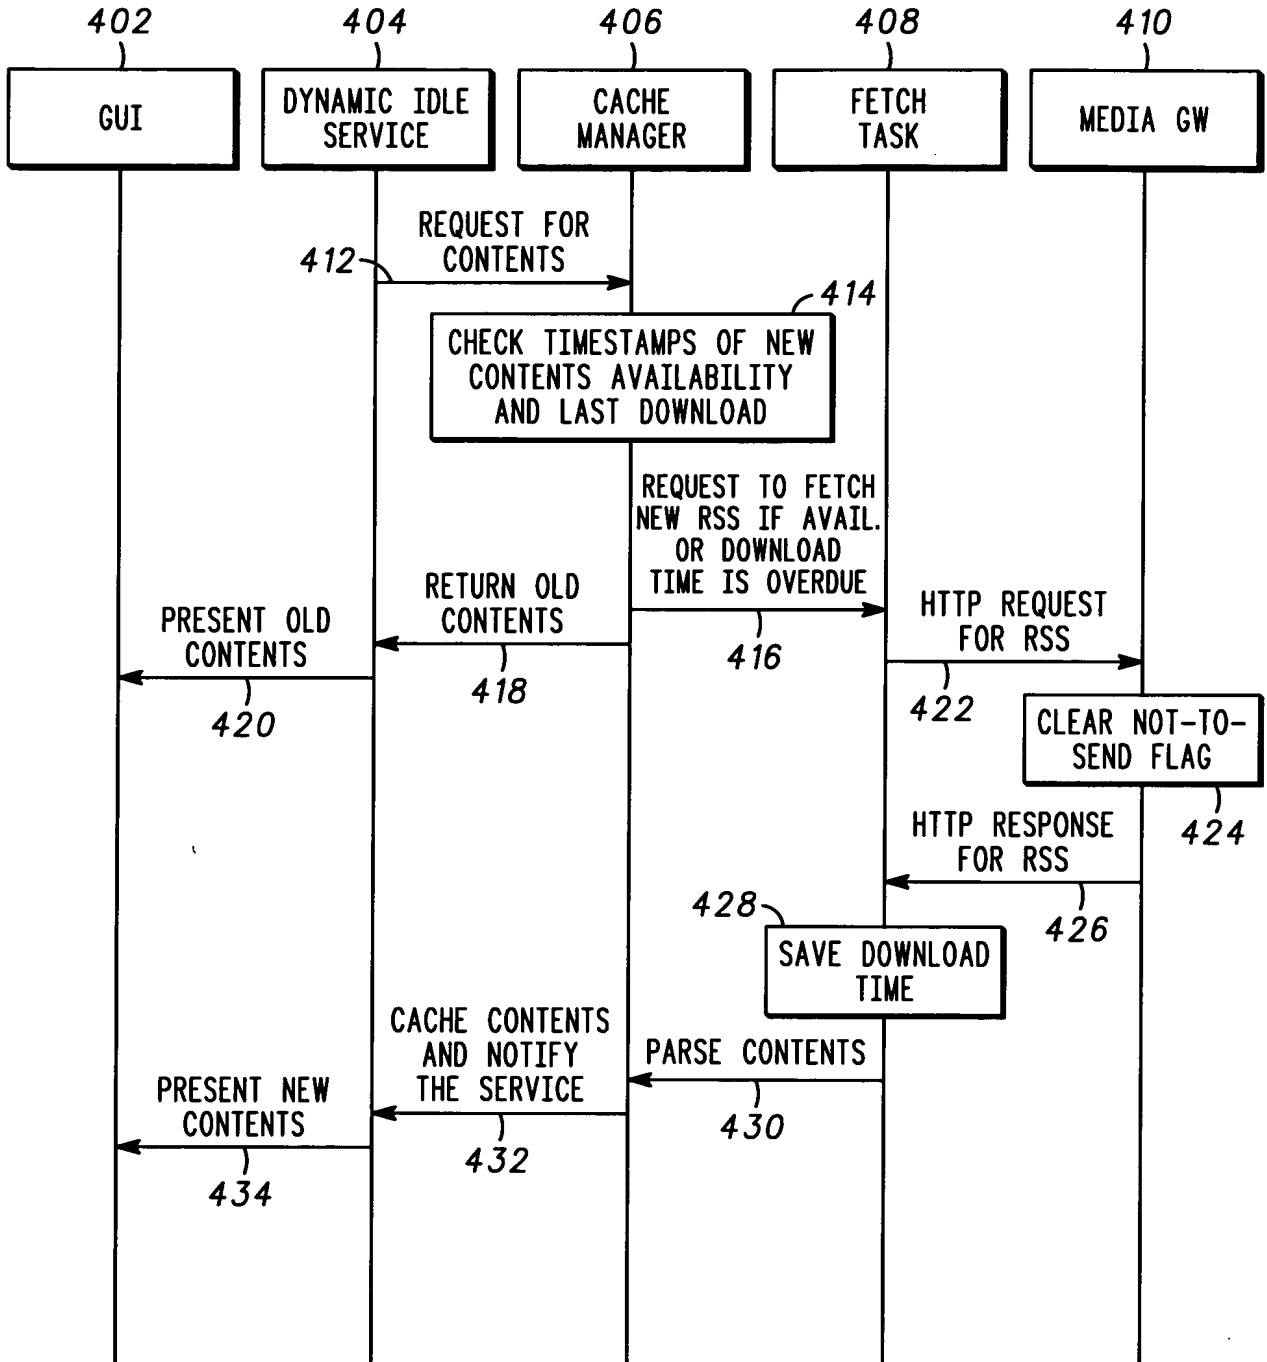 402 404 406 408 410
GUI
DYNAMIC IDLE
SERVICE
CACHE
MANAGER
FETCH
TASK
MEDIA GW
REQUEST FOR
CONTENTS
412
414
CHECK TIMESTAMPS OF NEW
CONTENTS AVAILABILITY
AND LAST DOWNLOAD
REQUEST TO FETCH
NEW RSS IF AVAIL.
OR DOWNLOAD
TIME IS OVERDUE
416
RETURN OLD
CONTENTS
418
PRESENT OLD
CONTENTS
420
HTTP REQUEST
FOR RSS
422
CLEAR NOT-TO-
SEND FLAG
424
HTTP RESPONSE
FOR RSS
426
428
SAVE DOWNLOAD
TIME
PARSE CONTENTS
430
CACHE CONTENTS
AND NOTIFY
THE SERVICE
432
PRESENT NEW
CONTENTS
434